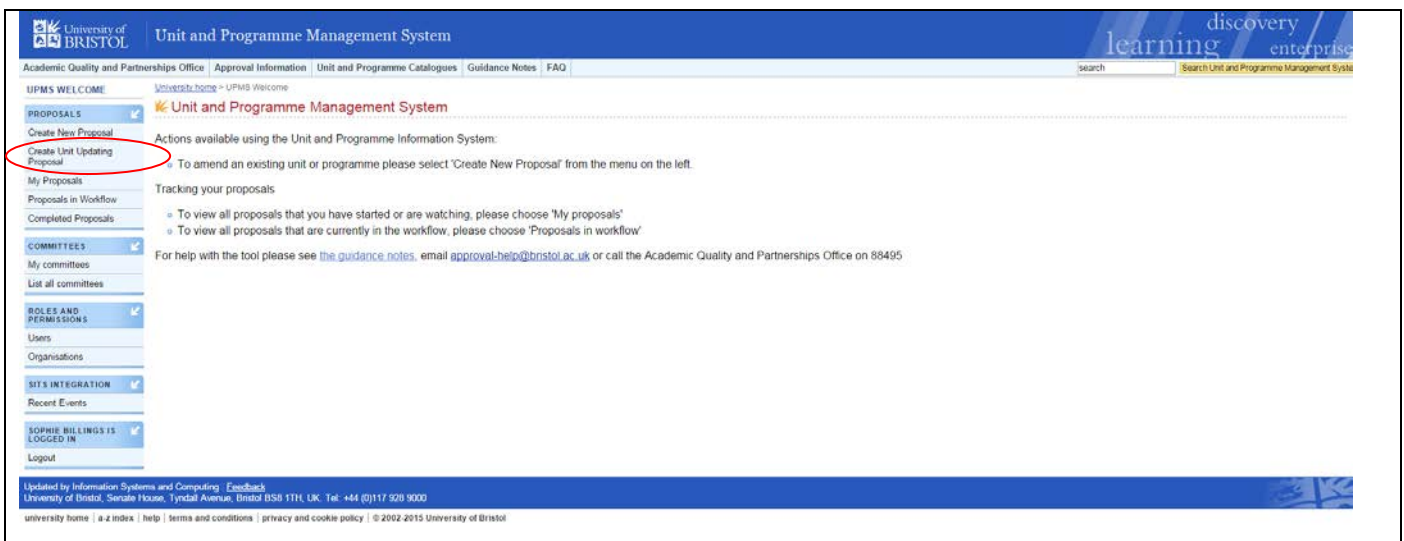 University of
BRISTOL
Unit and Programme Management System
discovery
learning
enterprise
Academic Quality and Partnerships Office | Approval Information | Unit and Programme Catalogues | Guidance Notes | FAQ
search
Search Unit and Programme Management Syste
UPMS WELCOME
University home > UPMS Welcome
Unit and Programme Management System
PROPOSALS
Create New Proposal
Create Unit Updating
Proposal
My Proposals
Proposals in Workflow
Completed Proposals
COMMITTEES
My committees
List all committees
ROLES AND
PERMISSIONS
Users
Organisations
SITS INTEGRATION
Recent Events
SOPHIE BILLINGS IS
LOGGED IN
Logout
Actions available using the Unit and Programme Information System:
To amend an existing unit or programme please select 'Create New Proposal' from the menu on the left.
Tracking your proposals
To view all proposals that you have started or are watching, please choose 'My proposals'
To view all proposals that are currently in the workflow, please choose 'Proposals in workflow'
For help with the tool please see the guidance notes, email approval-help@bristol.ac.uk or call the Academic Quality and Partnerships Office on 88495
Updated by Information Systems and Computing Feedback
University of Bristol, Senate House, Tyndall Avenue, Bristol BS8 1TH, UK. Tel: +44 (0)117 928 9000
university home | a-z index | help | terms and conditions | privacy and cookie policy | © 2002-2015 University of Bristol